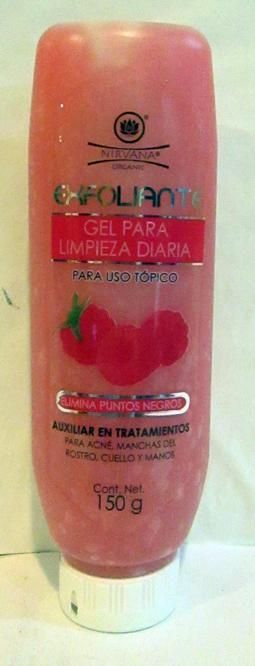 NIRVANA®
ORGANIC
EXFOLIANTE
GEL PARA
LIMPIEZA DIARIA
PARA USO TÓPICO
ELIMINA PUNTOS NEGROS
AUXILIAR EN TRATAMIENTOS
PARA ACNÉ, MANCHAS DEL
ROSTRO, CUELLO Y MANOS
Cont. Net.
150 g